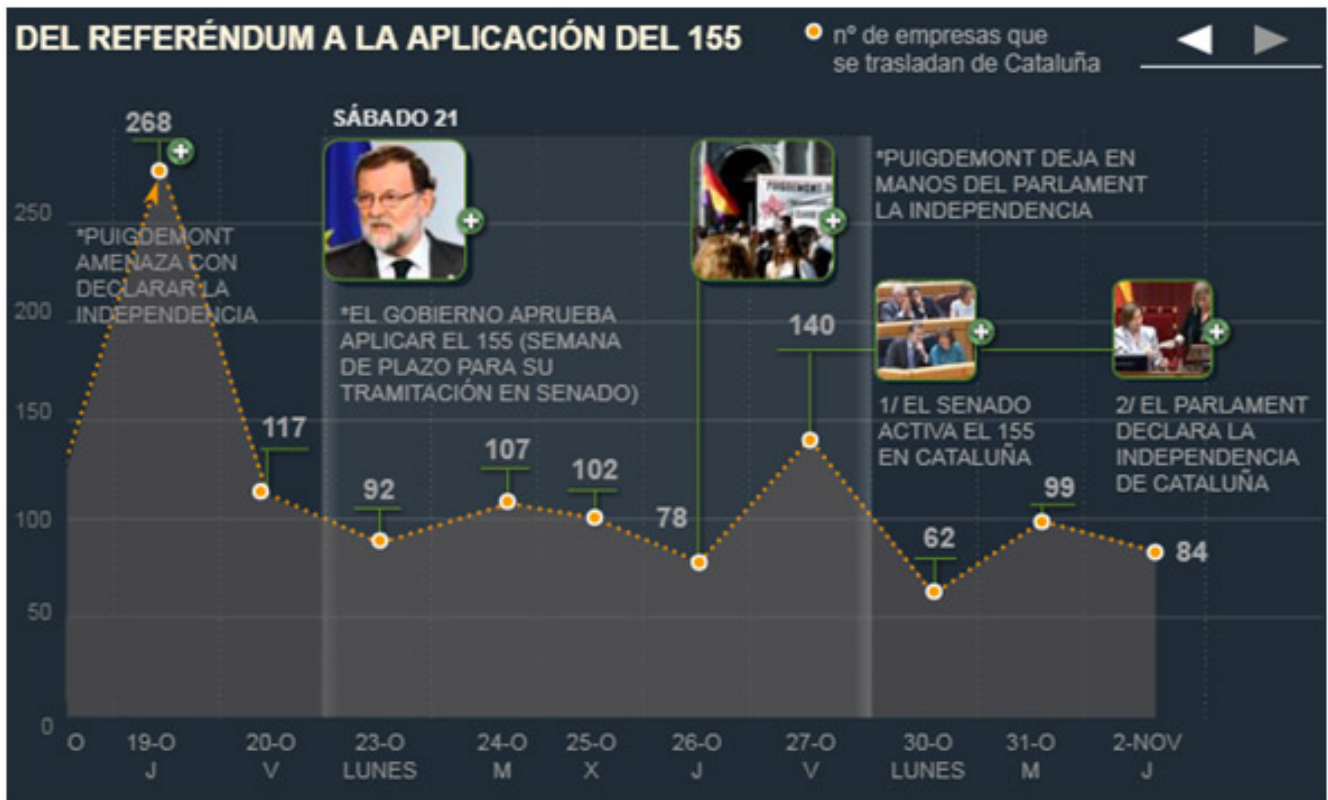 DEL REFERÉNDUM A LA APLICACIÓN DEL 155
nº de empresas que
se trasladan de Cataluña
268
SÁBADO 21
*PUIGDEMONT DEJA EN
MANOS DEL PARLAMENT
LA INDEPENDENCIA
250
*PUIGDEMONT
AMENAZA CON
DECLARAR LA
INDEPENDENCIA
200
*EL GOBIERNO APRUEBA
APLICAR EL 155 (SEMANA
DE PLAZO PARA SU
TRAMITACIÓN EN SENADO)
140
150
1/ EL SENADO
ACTIVA EL 155
EN CATALUÑA
2/ EL PARLAMENT
DECLARA LA
INDEPENDENCIA
DE CATALUÑA
117
107
102
92
99
100
78
62
84
50
0
O 19-O 20-O 23-O 24-O 25-O 26-O 27-O 30-O 31-O 2-NOV
J V LUNES M X J V LUNES M J